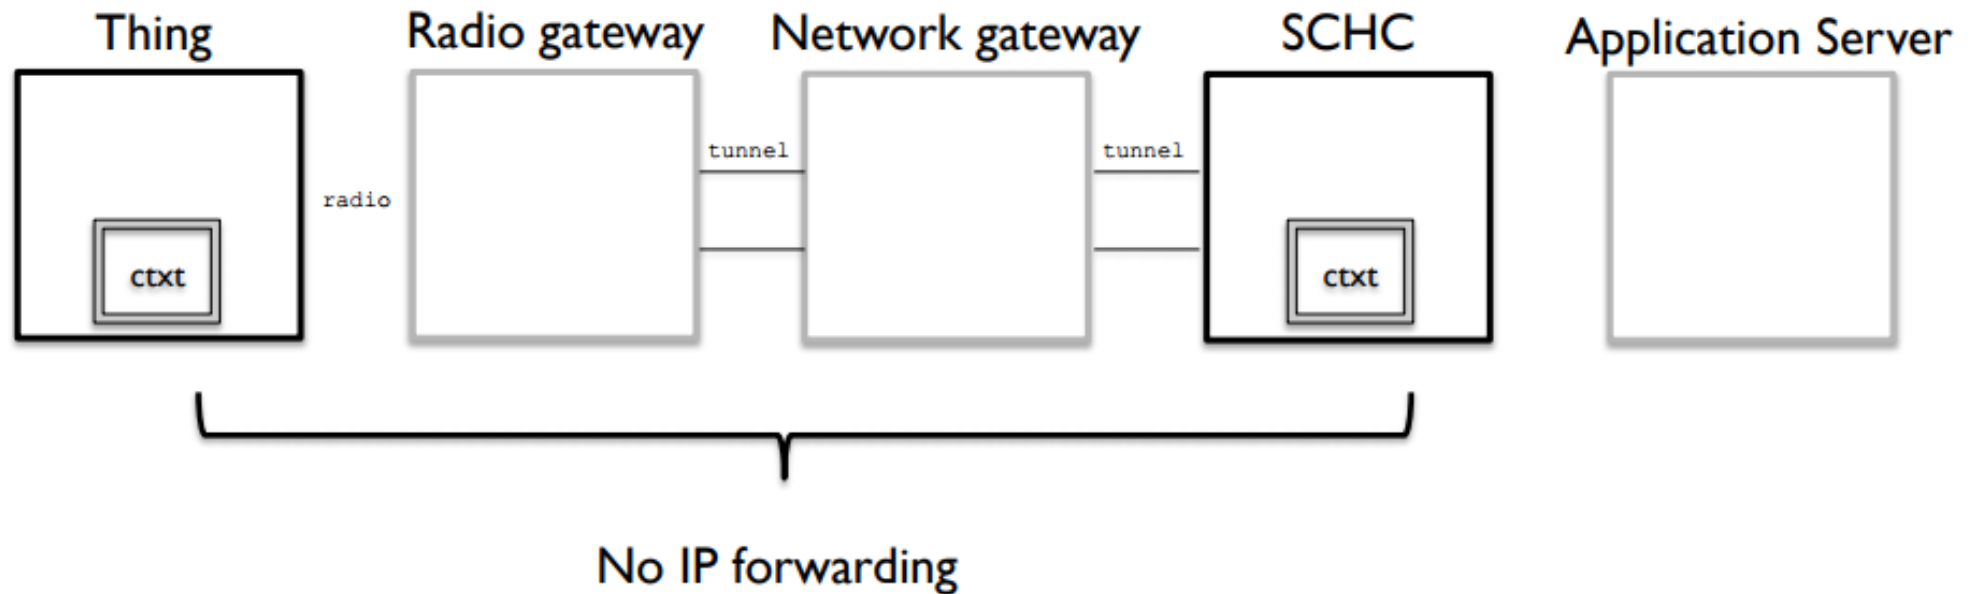 Thing
Radio gateway
Network gateway
SCHC
Application Server
tunnel
tunnel
radio
ctxt
ctxt
No IP forwarding